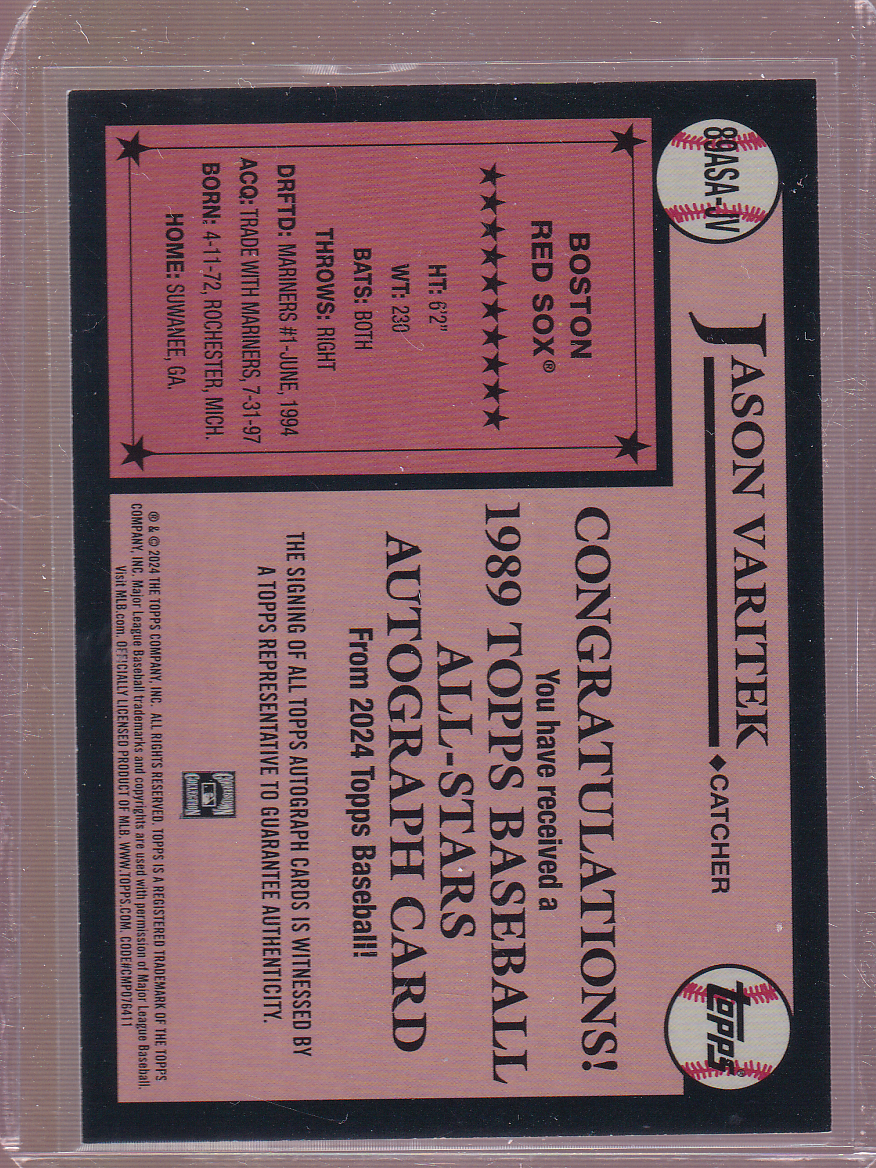 89ASA-JV
JASON VARITEK
◆CATCHER
Topps®
BOSTON
RED SOX®
★★★★★★★★★★
HT: 6'2"
WT: 230
BATS: BOTH
THROWS: RIGHT
DRFTD: MARINERS #1-JUNE, 1994
ACQ: TRADE WITH MARINERS, 7-31-97
BORN: 4-11-72, ROCHESTER, MICH.
HOME: SUWANEE, GA.
CONGRATULATIONS!
You have received a
1989 TOPPS BASEBALL
ALL-STARS
AUTOGRAPH CARD
From 2024 Topps Baseball!
THE SIGNING OF ALL TOPPS AUTOGRAPH CARDS IS WITNESSED BY
A TOPPS REPRESENTATIVE TO GUARANTEE AUTHENTICITY.
COOPERSTOWN
COLLECTION
® & © 2024 THE TOPPS COMPANY, INC. ALL RIGHTS RESERVED. TOPPS IS A REGISTERED TRADEMARK OF THE TOPPS
COMPANY, INC. Major League Baseball trademarks and copyrights are used with permission of Major League Baseball.
Visit MLB.com. OFFICIALLY LICENSED PRODUCT OF MLB. WWW.TOPPS.COM. CODE#CMP076411